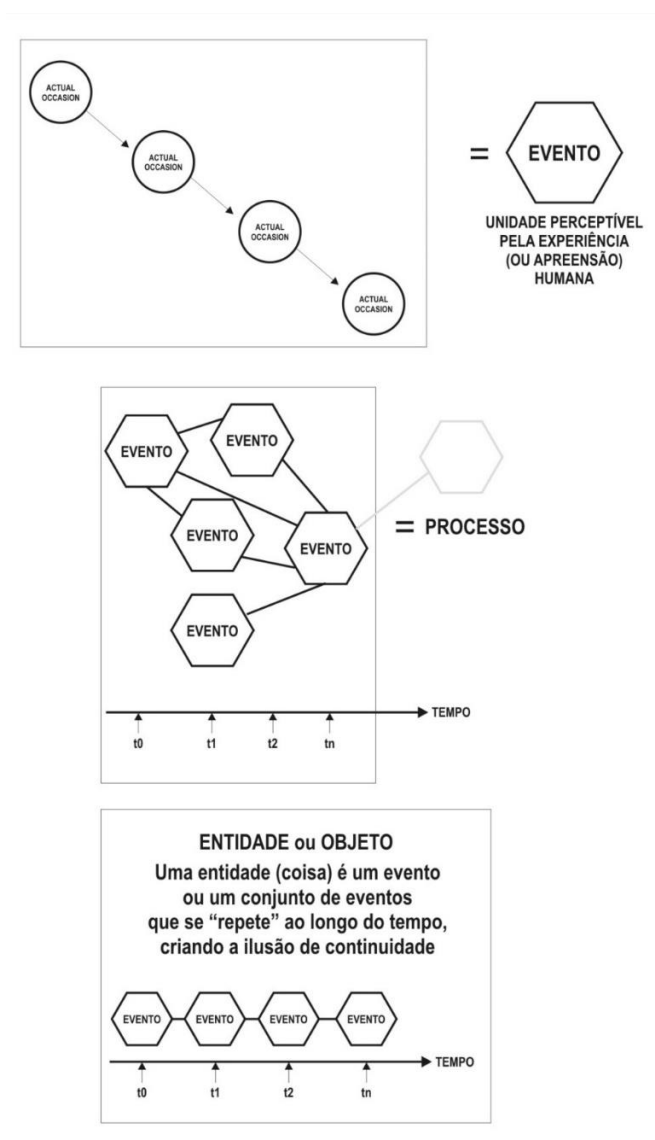 ACTUAL
OCCASION
ACTUAL
OCCASION
ACTUAL
OCCASION
ACTUAL
OCCASION
=
EVENTO
UNIDADE PERCEPTÍVEL
PELA EXPERIÊNCIA
(OU APREENSÃO)
HUMANA
EVENTO
EVENTO
EVENTO
EVENTO
EVENTO
= PROCESSO
TEMPO
t0 t1 t2 tn
ENTIDADE ou OBJETO
Uma entidade (coisa) é um evento
ou um conjunto de eventos
que se “repete” ao longo do tempo,
criando a ilusão de continuidade
EVENTO EVENTO EVENTO EVENTO
TEMPO
t0 t1 t2 tn